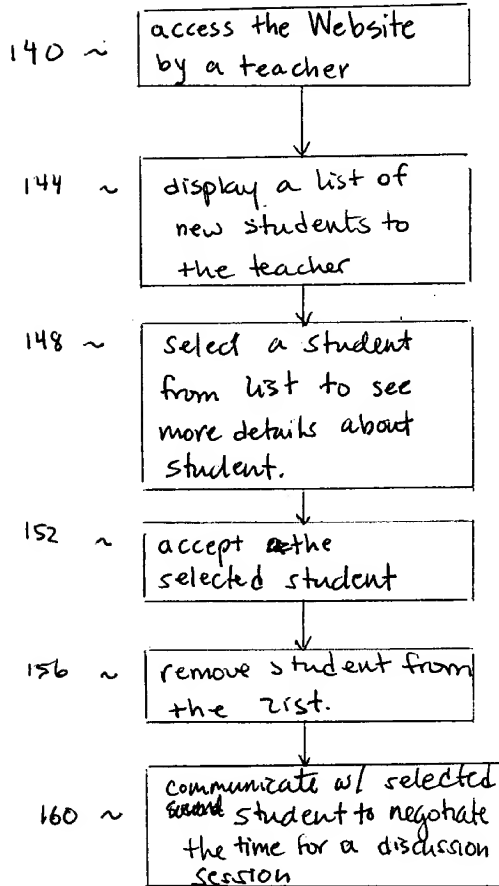 140 ~
access the Website
by a teacher
144 ~
display a list of
new students to
the teacher
148 ~
select a student
from list to see
more details about
student.
152 ~
accept the
selected student
156 ~
remove student from
the list.
160 ~
communicate w/ selected
student to negotiate
the time for a discussion
session